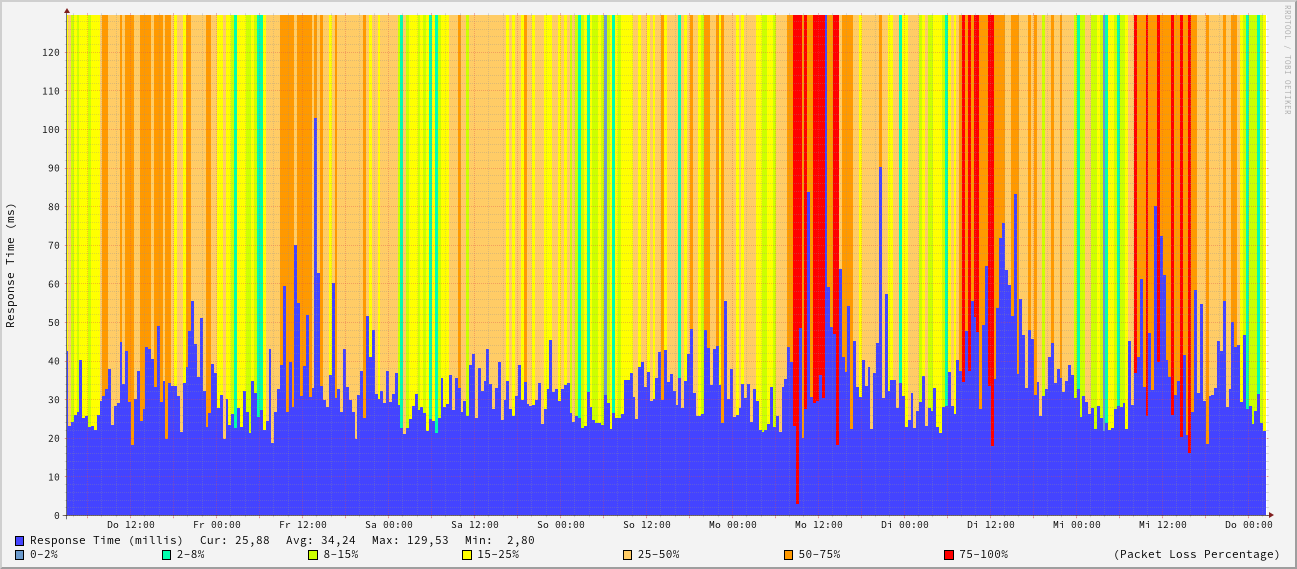 RRDTOOL / TOBI OETIKER
Response Time (ms)
120
110
100
90
80
70
60
50
40
30
20
10
0
Do 12:00 Fr 00:00 Fr 12:00 Sa 00:00 Sa 12:00 So 00:00 So 12:00 Mo 00:00 Mo 12:00 Di 00:00 Di 12:00 Mi 00:00 Mi 12:00 Do 00:00
Response Time (millis) Cur: 25,88 Avg: 34,24 Max: 129,53 Min: 2,80
0-2% 2-8% 8-15% 15-25% 25-50% 50-75% 75-100% (Packet Loss Percentage)